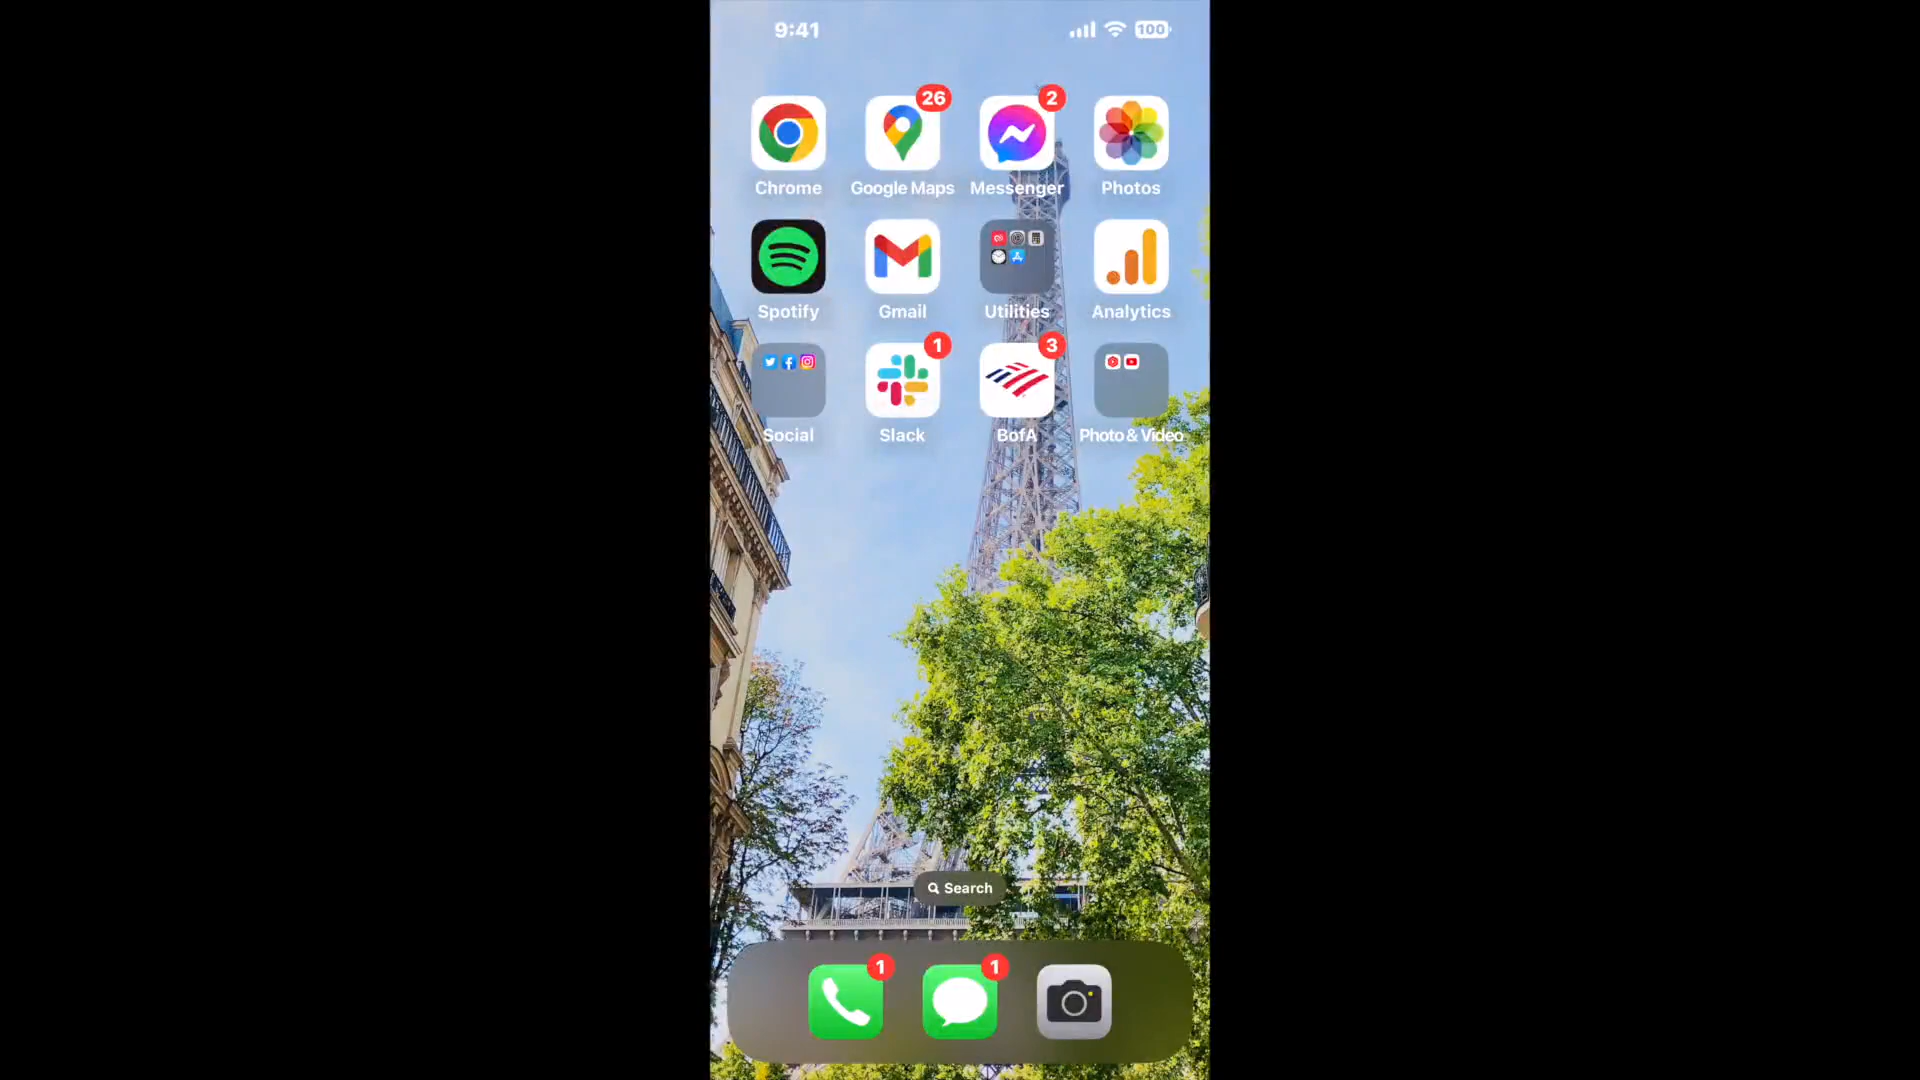 9:41
100
26
2
Chrome
Google Maps
Messenger
Photos
Spotify
Gmail
Utilities
Analytics
1
3
Social
Slack
BofA
Photo & Video
Search
1
1